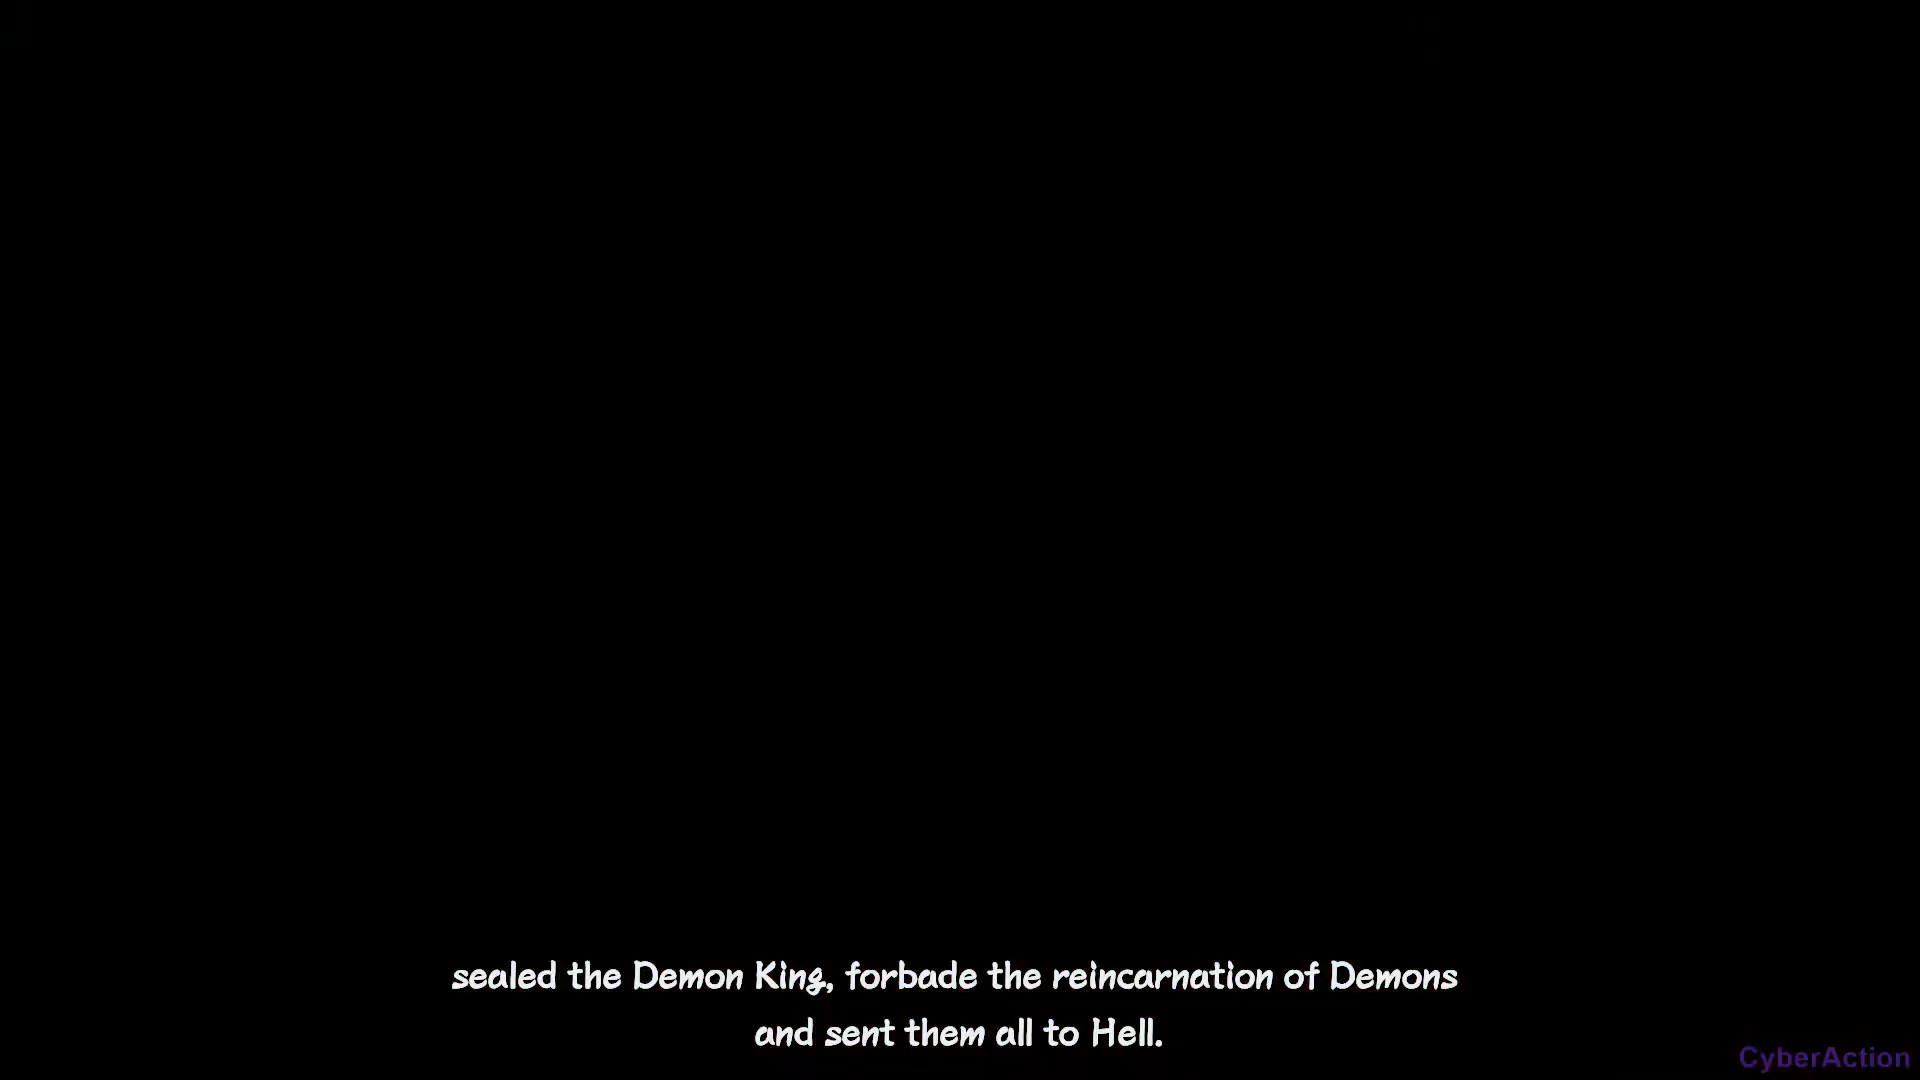 sealed the Demon King, forbade the reincarnation of Demons
and sent them all to Hell.
CyberAction